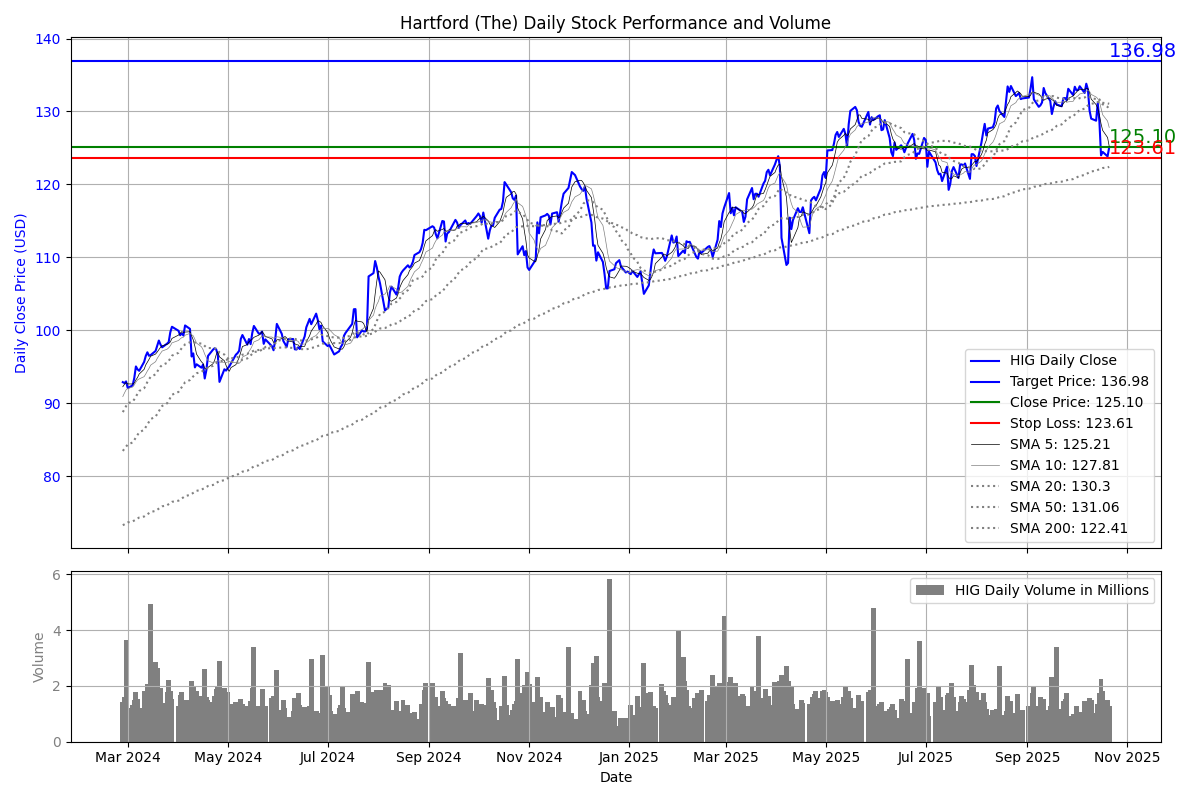 Hartford (The) Daily Stock Performance and Volume
Daily Close Price (USD)
140
130
120
110
100
90
80
136.98
125.10
123.61
HIG Daily Close
Target Price: 136.98
Close Price: 125.10
Stop Loss: 123.61
SMA 5: 125.21
SMA 10: 127.81
SMA 20: 130.3
SMA 50: 131.06
SMA 200: 122.41
Volume
6
4
2
0
HIG Daily Volume in Millions
Mar 2024 May 2024 Jul 2024 Sep 2024 Nov 2024 Jan 2025 Mar 2025 May 2025 Jul 2025 Sep 2025 Nov 2025
Date